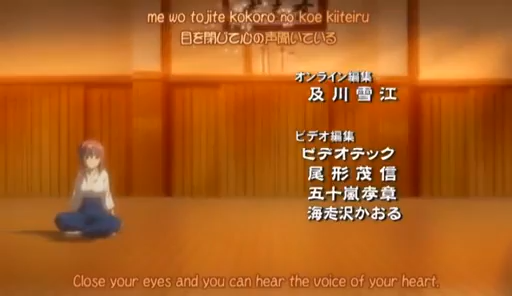 me wo tojite kokoro no koe kiiteiru
目を閉じて心の声聞いている
オンライン編集
及川雪江
ビデオ編集
ビデオテック
尾形茂信
五十嵐孝章
海老沢かおる
Close your eyes and you can hear the voice of your heart.